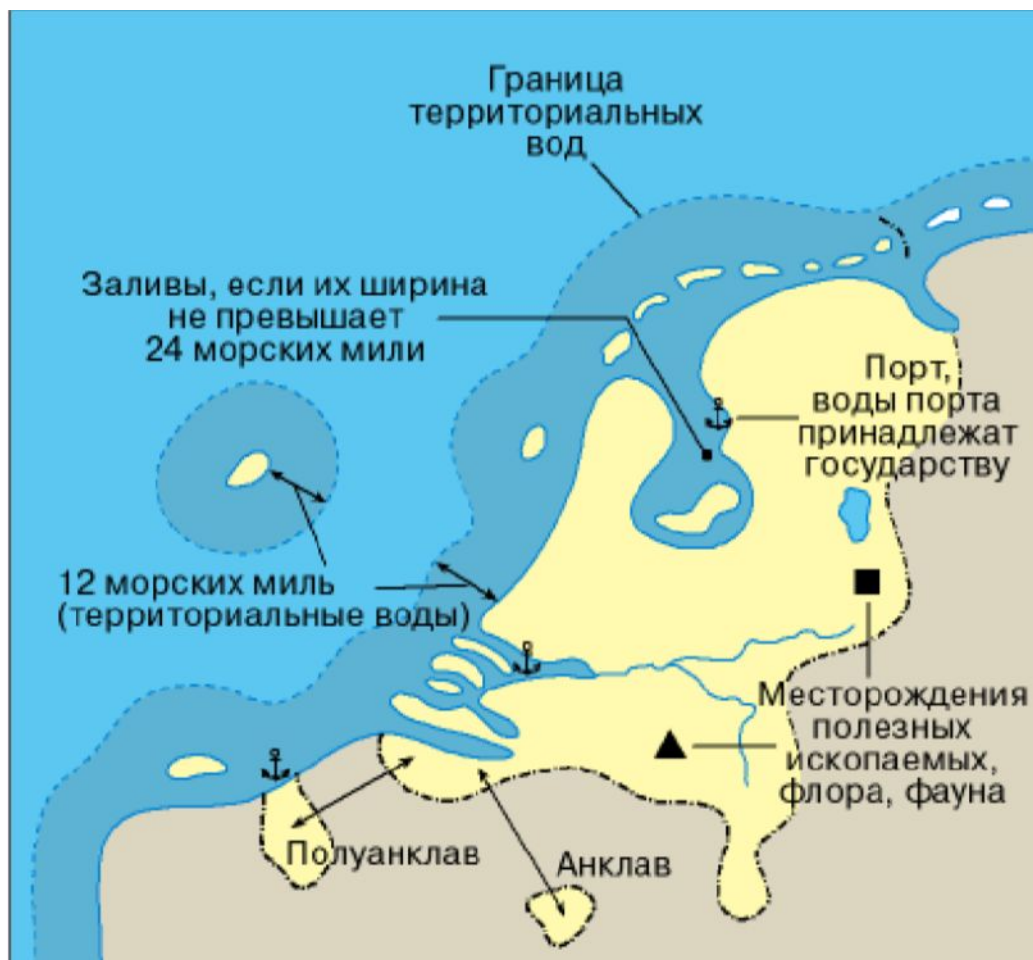 Граница
территориальных
вод
Заливы, если их ширина
не превышает
24 морских мили
Порт,
воды порта
принадлежат
государству
12 морских миль
(территориальные воды)
Месторождения
полезных
ископаемых,
флора, фауна
Полуанклав
Анклав